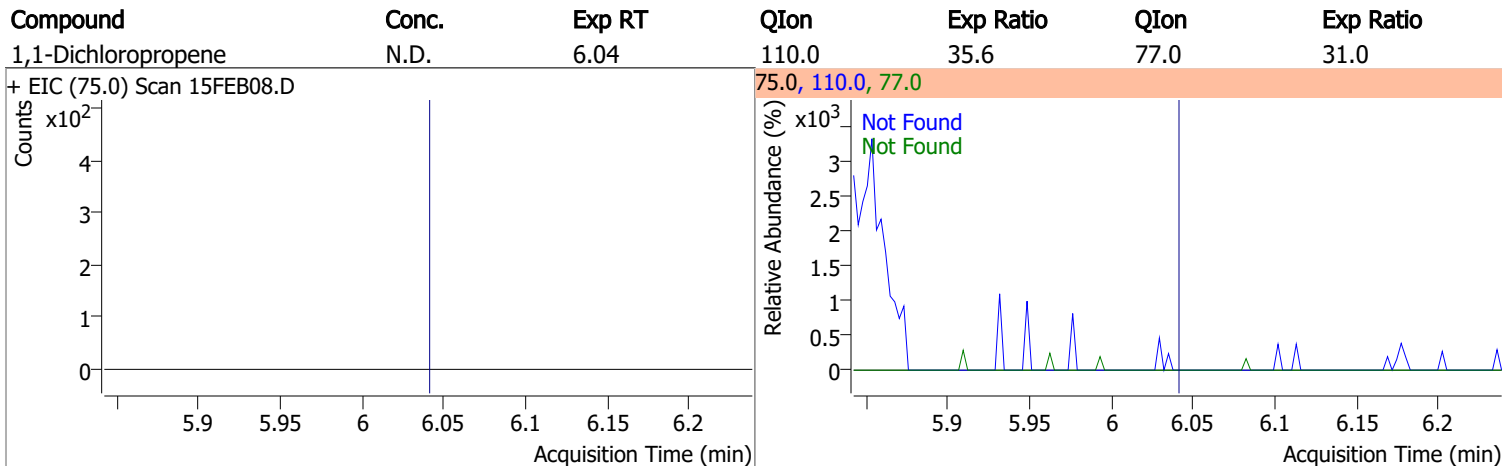 Compound Conc. Exp RT QIon Exp Ratio QIon Exp Ratio
1,1-Dichloropropene N.D. 6.04 110.0 35.6 77.0 31.0
+ EIC (75.0) Scan 15FEB08.D
Counts
x10²
4
3
2
1
0
5.9 5.95 6 6.05 6.1 6.15 6.2
Acquisition Time (min)
75.0, 110.0, 77.0
Relative Abundance (%)
x10³
Not Found
Not Found
3
2.5
2
1.5
1
0.5
0
5.9 5.95 6 6.05 6.1 6.15 6.2
Acquisition Time (min)